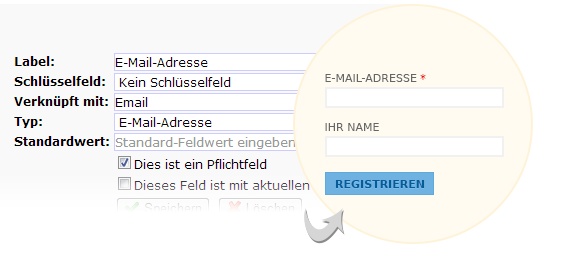 Label: E-Mail-Adresse
Schlüsselfeld: Kein Schlüsselfeld
Verknüpft mit: Email
Typ: E-Mail-Adresse
Standardwert: Standard-Feldwert eingeben
Dies ist ein Pflichtfeld
Dieses Feld ist mit aktuellen
Speichern Löschen
E-MAIL-ADRESSE *
IHR NAME
REGISTRIEREN